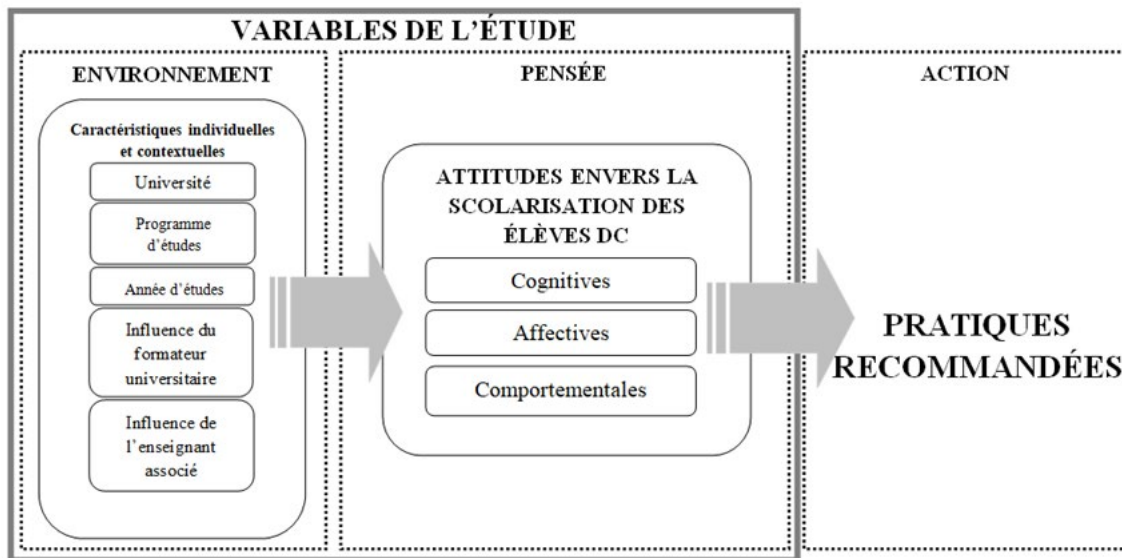 VARIABLES DE L'ÉTUDE
ENVIRONNEMENT
Caractéristiques individuelles
et contextuelles
Université
Programme
d'études
Année d'études
Influence du
formateur
universitaire
Influence de
l'enseignant
associé
PENSÉE
ATTITUDES ENVERS LA
SCOLARISATION DES
ÉLÈVES DC
Cognitives
Affectives
Comportementales
ACTION
PRATIQUES
RECOMMANDÉES